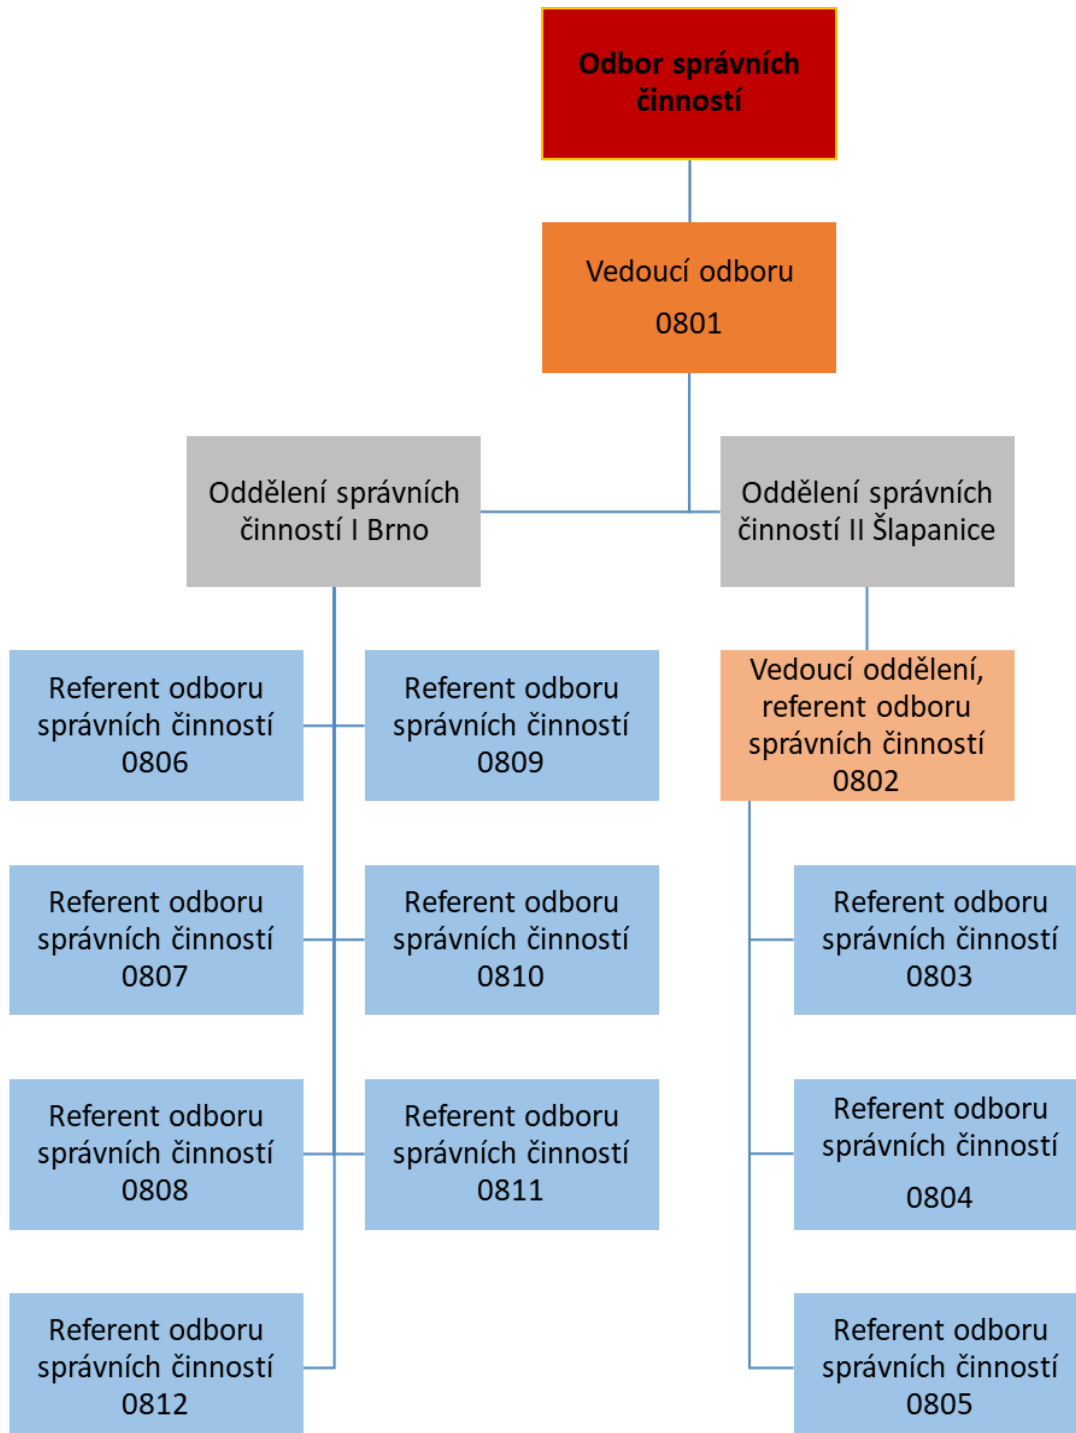 Odbor správních
činností
Vedoucí odboru
0801
Oddělení správních
činností I Brno
Oddělení správních
činností II Šlapanice
Referent odboru
správních činností
0806
Referent odboru
správních činností
0809
Vedoucí oddělení,
referent odboru
správních činností
0802
Referent odboru
správních činností
0807
Referent odboru
správních činností
0810
Referent odboru
správních činností
0803
Referent odboru
správních činností
0808
Referent odboru
správních činností
0811
Referent odboru
správních činností
0804
Referent odboru
správních činností
0812
Referent odboru
správních činností
0805